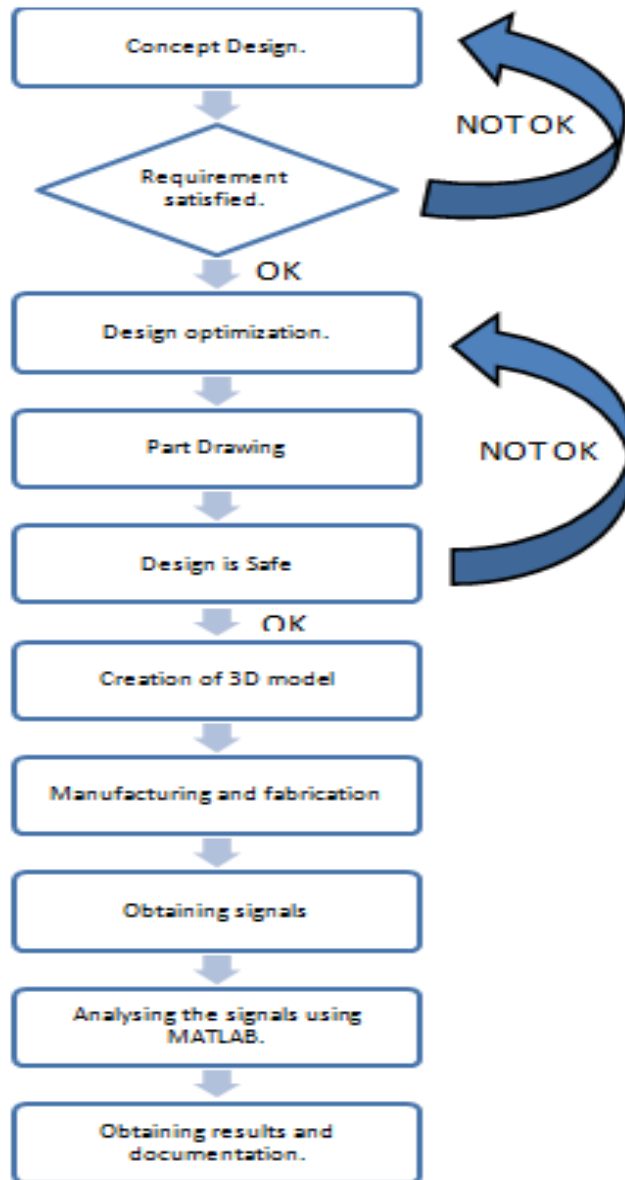 Concept Design.
NOT OK
Requirement
satisfied.
OK
Design optimization.
Part Drawing
NOT OK
Design is Safe
OK
Creation of 3D model
Manufacturing and fabrication
Obtaining signals
Analysing the signals using
MATLAB.
Obtaining results and
documentation.